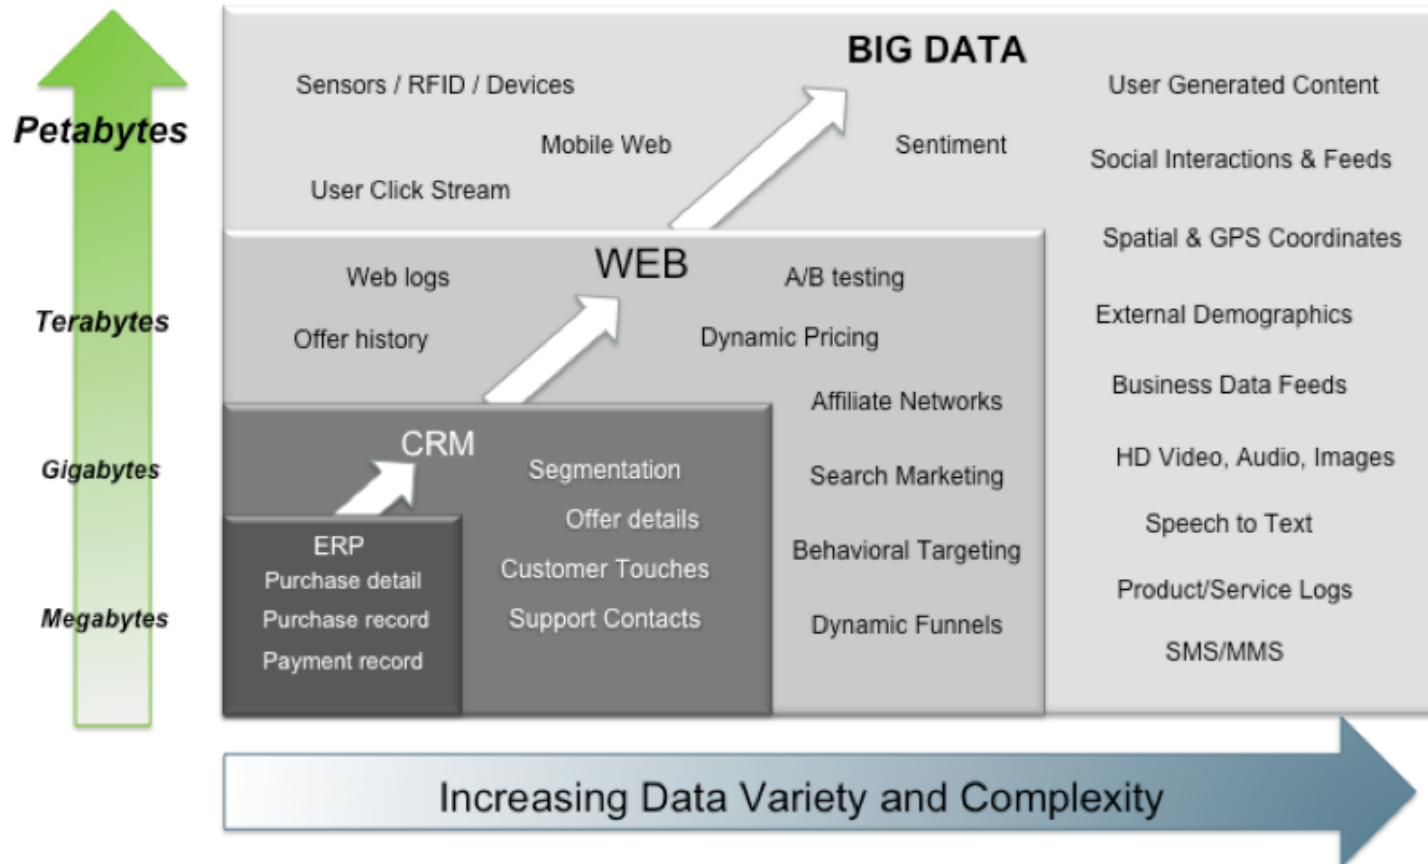 BIG DATA
Sensors / RFID / Devices
User Generated Content
Petabytes
Mobile Web
Sentiment
Social Interactions & Feeds
User Click Stream
Spatial & GPS Coordinates
WEB
Web logs
A/B testing
Terabytes
External Demographics
Offer history
Dynamic Pricing
Business Data Feeds
Affiliate Networks
CRM
HD Video, Audio, Images
Gigabytes
Segmentation
Search Marketing
Offer details
Speech to Text
ERP
Behavioral Targeting
Purchase detail
Customer Touches
Product/Service Logs
Megabytes
Purchase record
Support Contacts
Dynamic Funnels
SMS/MMS
Payment record
Increasing Data Variety and Complexity